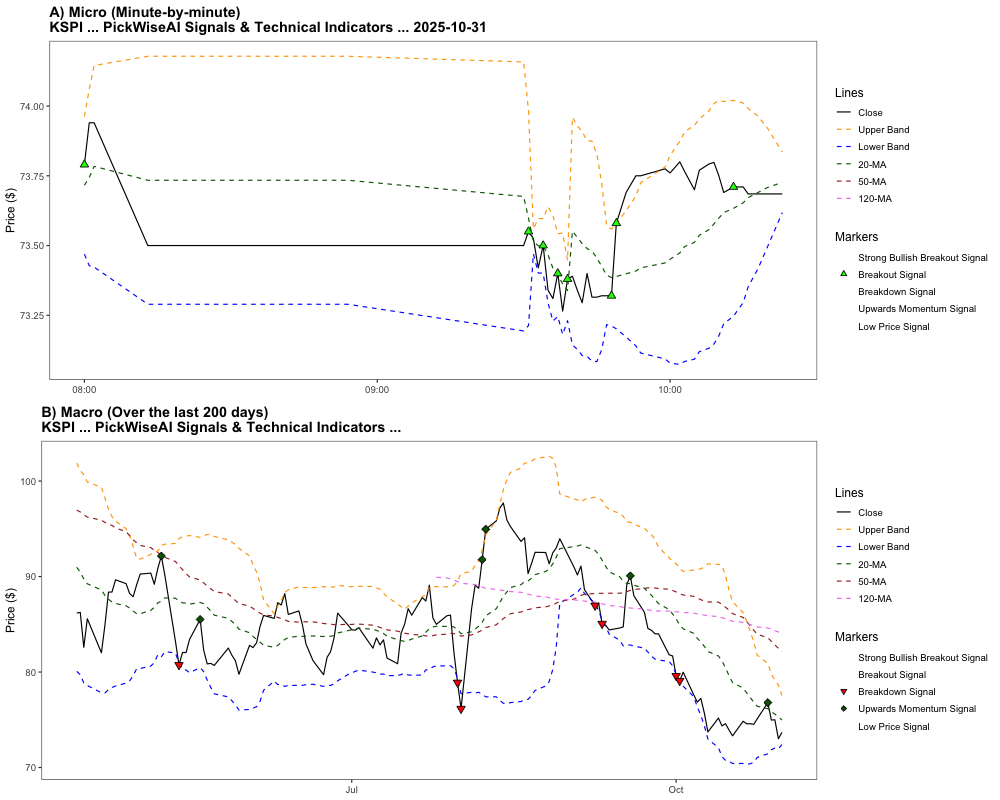 A) Micro (Minute-by-minute)
KSPI ... PickWiseAI Signals & Technical Indicators ... 2025-10-31
Price ($)
74.00
73.75
73.50
73.25
08:00
09:00
10:00
Lines
Close
Upper Band
Lower Band
20-MA
50-MA
120-MA
Markers
Strong Bullish Breakout Signal
Breakout Signal
Breakdown Signal
Upwards Momentum Signal
Low Price Signal
B) Macro (Over the last 200 days)
KSPI ... PickWiseAI Signals & Technical Indicators ...
Price ($)
100
90
80
70
Jul
Oct
Lines
Close
Upper Band
Lower Band
20-MA
50-MA
120-MA
Markers
Strong Bullish Breakout Signal
Breakout Signal
Breakdown Signal
Upwards Momentum Signal
Low Price Signal